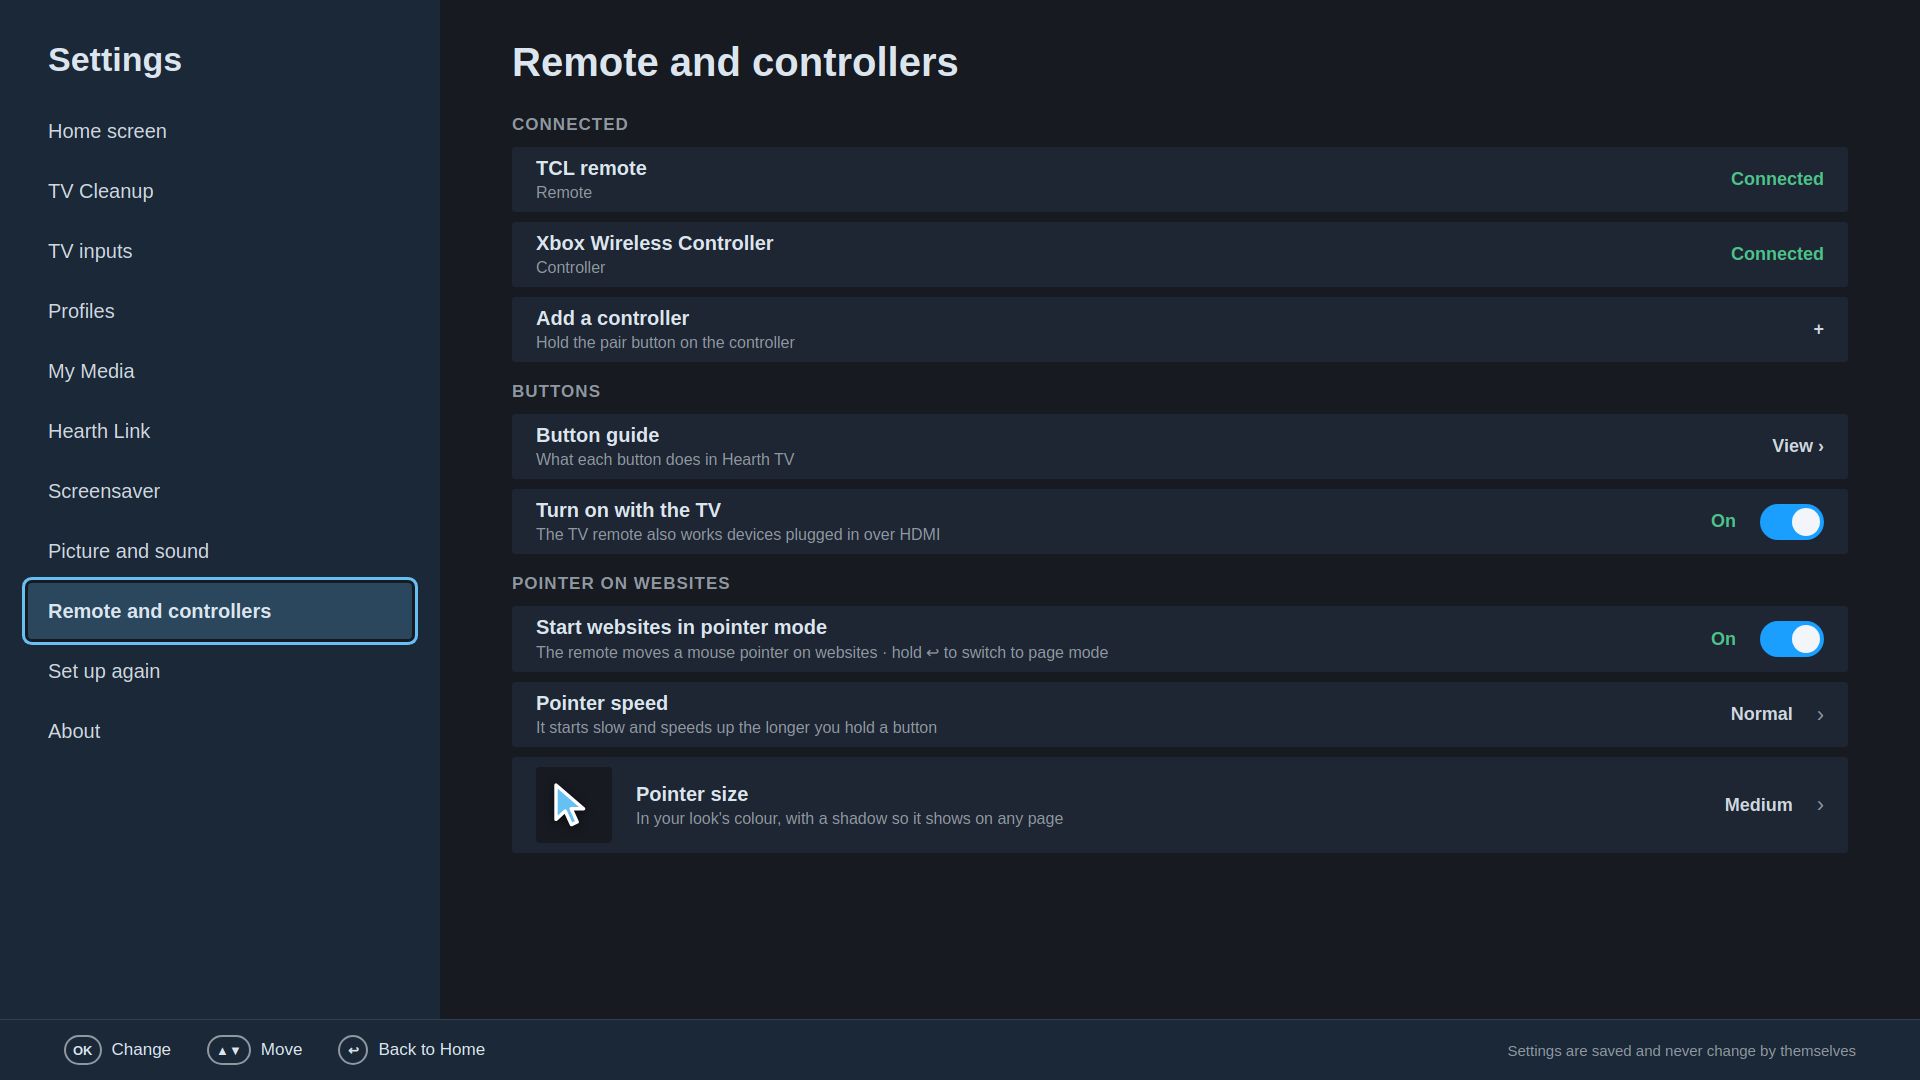 Settings
Home screen
TV Cleanup
TV inputs
Profiles
My Media
Hearth Link
Screensaver
Picture and sound
Remote and controllers
Set up again
About
Remote and controllers
CONNECTED
TCL remote
Remote
Connected
Xbox Wireless Controller
Controller
Connected
Add a controller
Hold the pair button on the controller
+
BUTTONS
Button guide
What each button does in Hearth TV
View ›
Turn on with the TV
The TV remote also works devices plugged in over HDMI
On
POINTER ON WEBSITES
Start websites in pointer mode
The remote moves a mouse pointer on websites · hold ↩ to switch to page mode
On
Pointer speed
It starts slow and speeds up the longer you hold a button
Normal ›
Pointer size
In your look's colour, with a shadow so it shows on any page
Medium ›
OK Change ▲▼ Move ↩ Back to Home
Settings are saved and never change by themselves